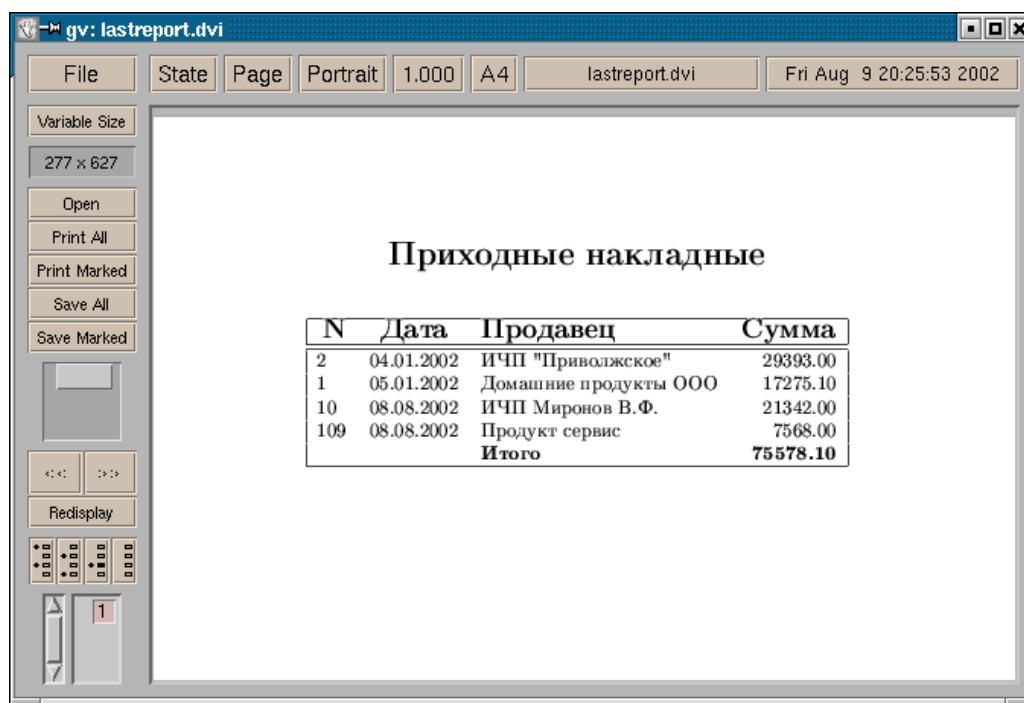 gv: lastreport.dvi
File State Page Portrait 1.000 A4 lastreport.dvi Fri Aug 9 20:25:53 2002
Variable Size
277 x 627
Open
Print All
Print Marked
Save All
Save Marked
<< >>
Redisplay
1
Приходные накладные
N Дата Продавец Сумма
2 04.01.2002 ИЧП "Приволжское" 29393.00
1 05.01.2002 Домашние продукты ООО 17275.10
10 08.08.2002 ИЧП Миронов В.Ф. 21342.00
109 08.08.2002 Продукт сервис 7568.00
Итого 75578.10